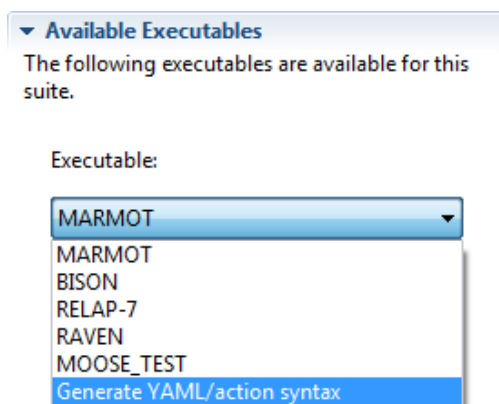 Available Executables
The following executables are available for this
suite.
Executable:
MARMOT
MARMOT
BISON
RELAP-7
RAVEN
MOOSE_TEST
Generate YAML/action syntax